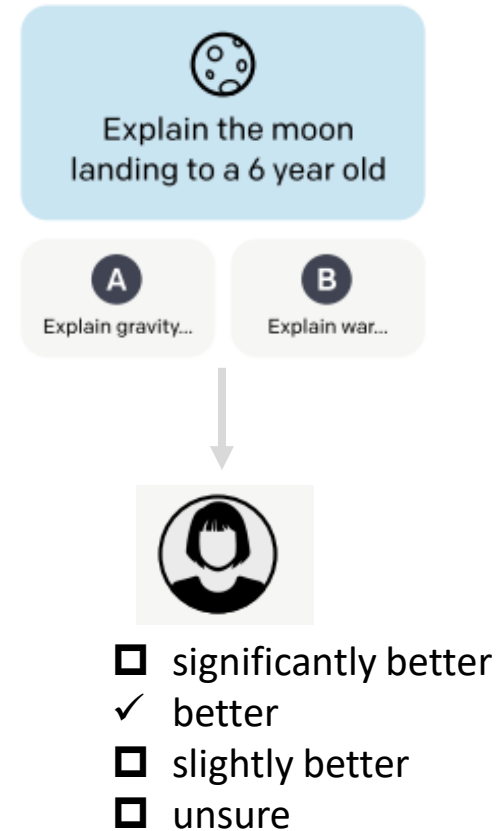 Explain the moon
landing to a 6 year old
A
B
Explain gravity...
Explain war...
significantly better
better
slightly better
unsure